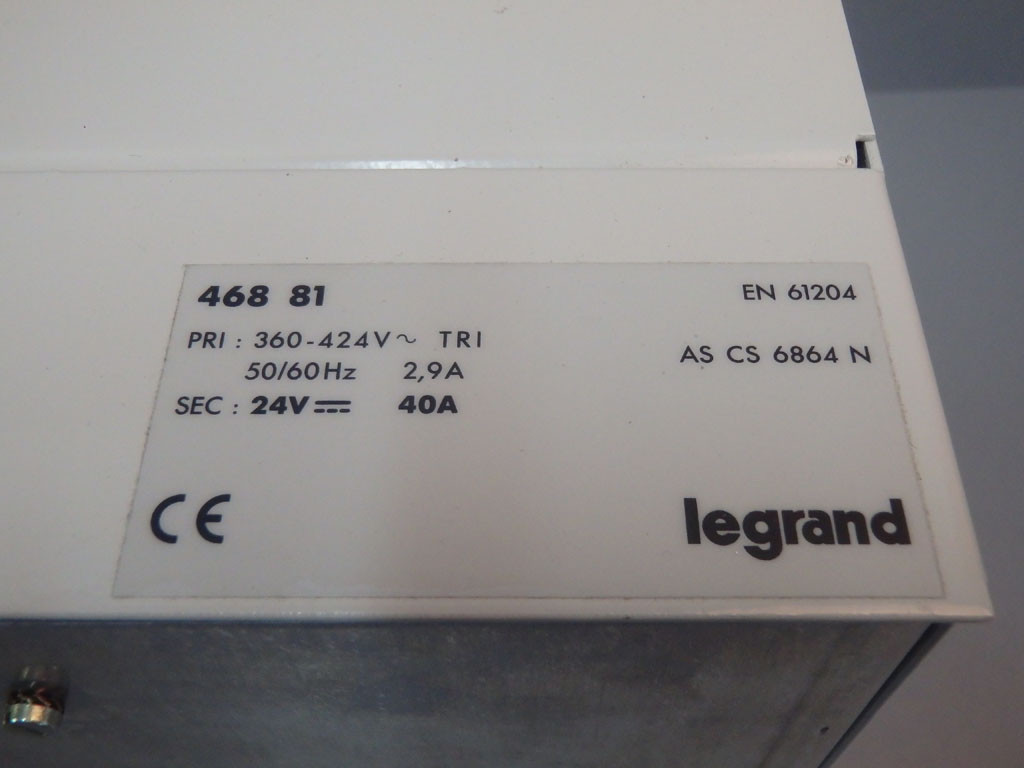 468 81
EN 61204
PRI : 360-424V~ TRI
AS CS 6864 N
50/60Hz 2,9A
SEC : 24V⎓ 40A
CE
legrand